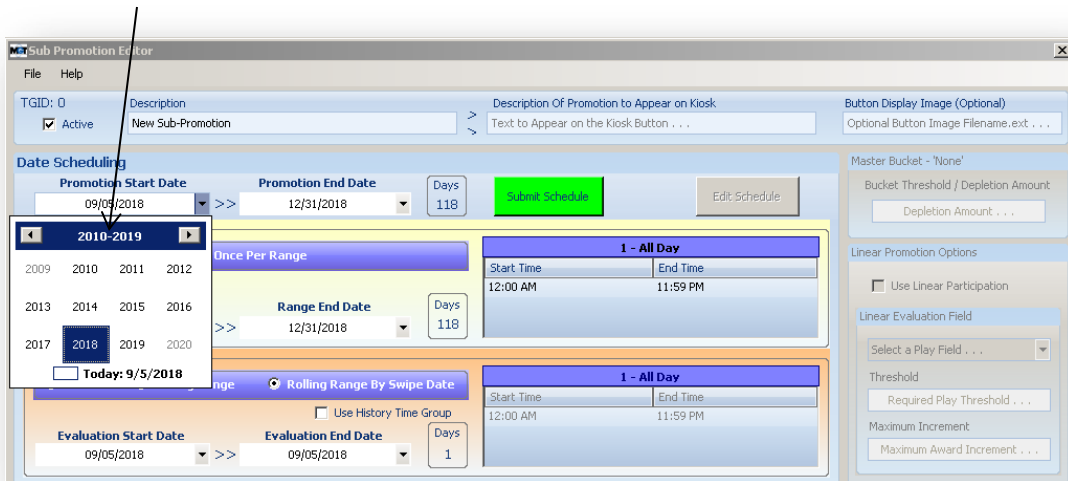 MGT Sub Promotion Editor
File Help
TGID: 0
Active
Description
New Sub-Promotion
>
>
Description Of Promotion to Appear on Kiosk
Text to Appear on the Kiosk Button . . .
Button Display Image (Optional)
Optional Button Image Filename.ext . . .
Date Scheduling
Promotion Start Date
09/05/2018
>>
Promotion End Date
12/31/2018
Days
118
Submit Schedule
Edit Schedule
2010-2019
2009 2010 2011 2012
2013 2014 2015 2016
2017 2018 2019 2020
Today: 9/5/2018
Once Per Range
>>
Range End Date
12/31/2018
Days
118
1 - All Day
Start Time End Time
12:00 AM 11:59 PM
nge
Rolling Range By Swipe Date
Use History Time Group
Evaluation Start Date
09/05/2018
>>
Evaluation End Date
09/05/2018
Days
1
1 - All Day
Start Time End Time
12:00 AM 11:59 PM
Master Bucket - 'None'
Bucket Threshold / Depletion Amount
Depletion Amount . . .
Linear Promotion Options
Use Linear Participation
Linear Evaluation Field
Select a Play Field . . .
Threshold
Required Play Threshold . . .
Maximum Increment
Maximum Award Increment . . .